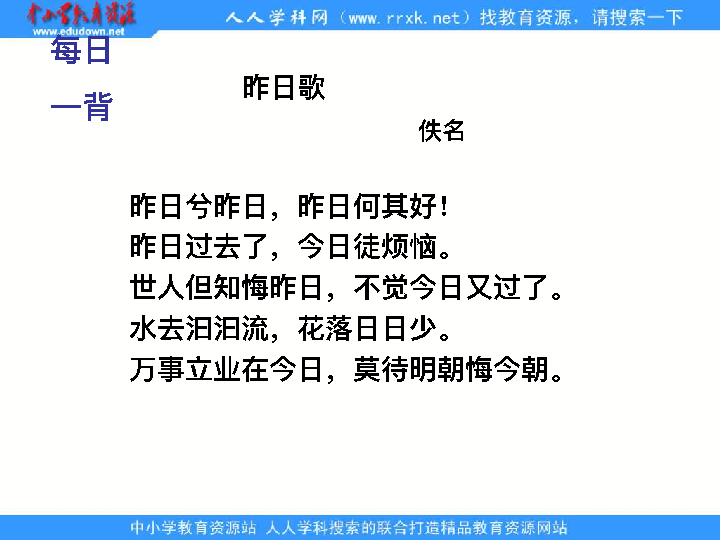 中小学教育资源
www.edudown.net
人人学科网（www.rrxk.net）找教育资源，请搜索一下
每日
一背
昨日歌
佚名
昨日兮昨日，昨日何其好！
昨日过去了，今日徒烦恼。
世人但知悔昨日，不觉今日又过了。
水去汩汩流，花落日日少。
万事立业在今日，莫待明朝悔今朝。
中小学教育资源站 人人学科搜索的联合打造精品教育资源网站